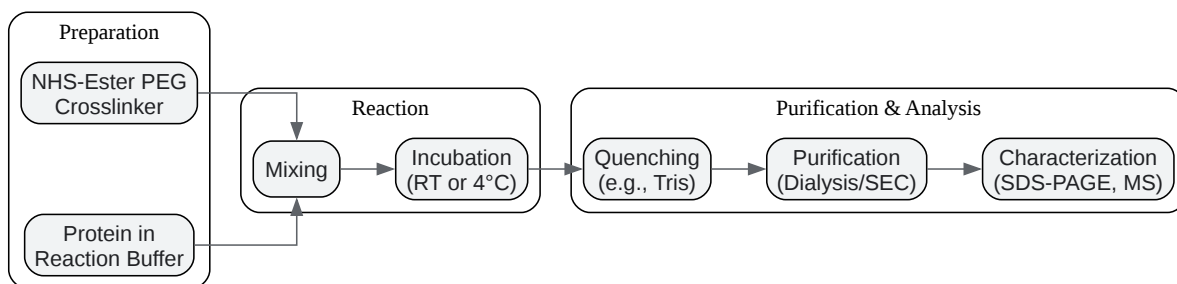 Preparation
NHS-Ester PEG
Crosslinker
Protein in
Reaction Buffer
Reaction
Mixing
Incubation
(RT or 4°C)
Purification & Analysis
Quenching
(e.g., Tris)
Purification
(Dialysis/SEC)
Characterization
(SDS-PAGE, MS)